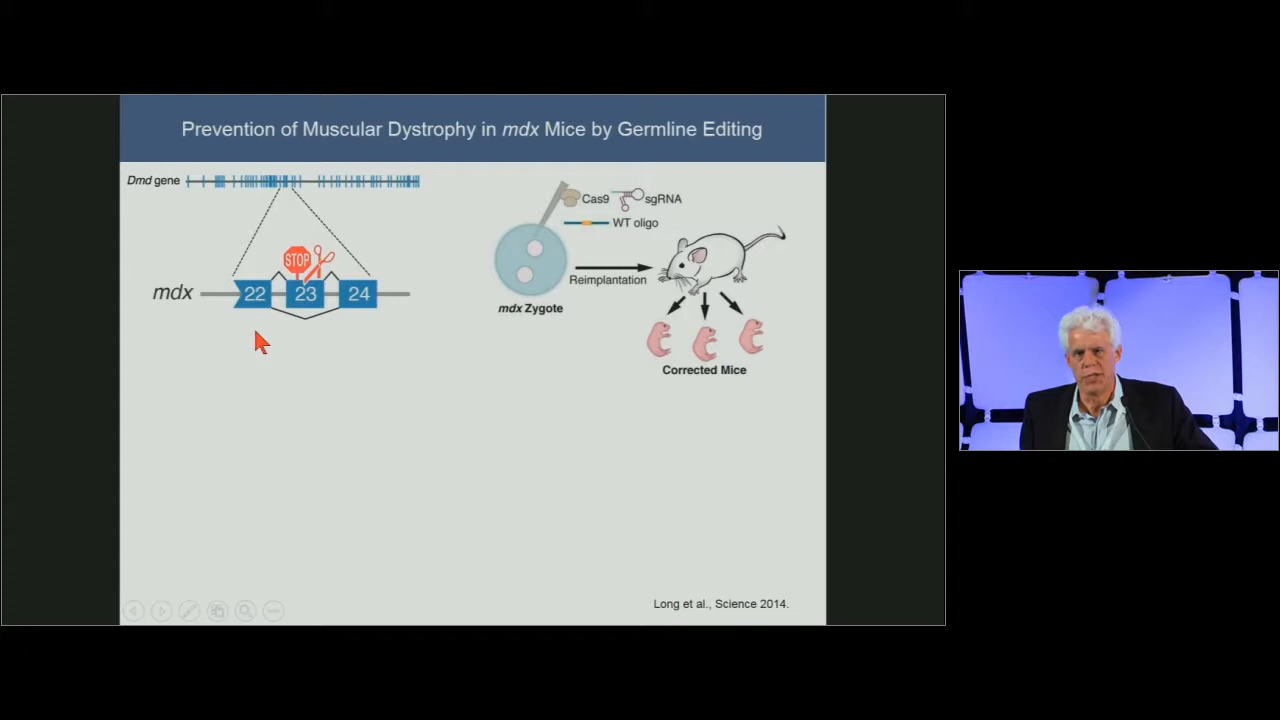 Prevention of Muscular Dystrophy in mdx Mice by Germline Editing
Dmd gene
STOP
mdx
22
23
24
Cas9
sgRNA
WT oligo
Reimplantation
mdx Zygote
Corrected Mice
Long et al., Science 2014.